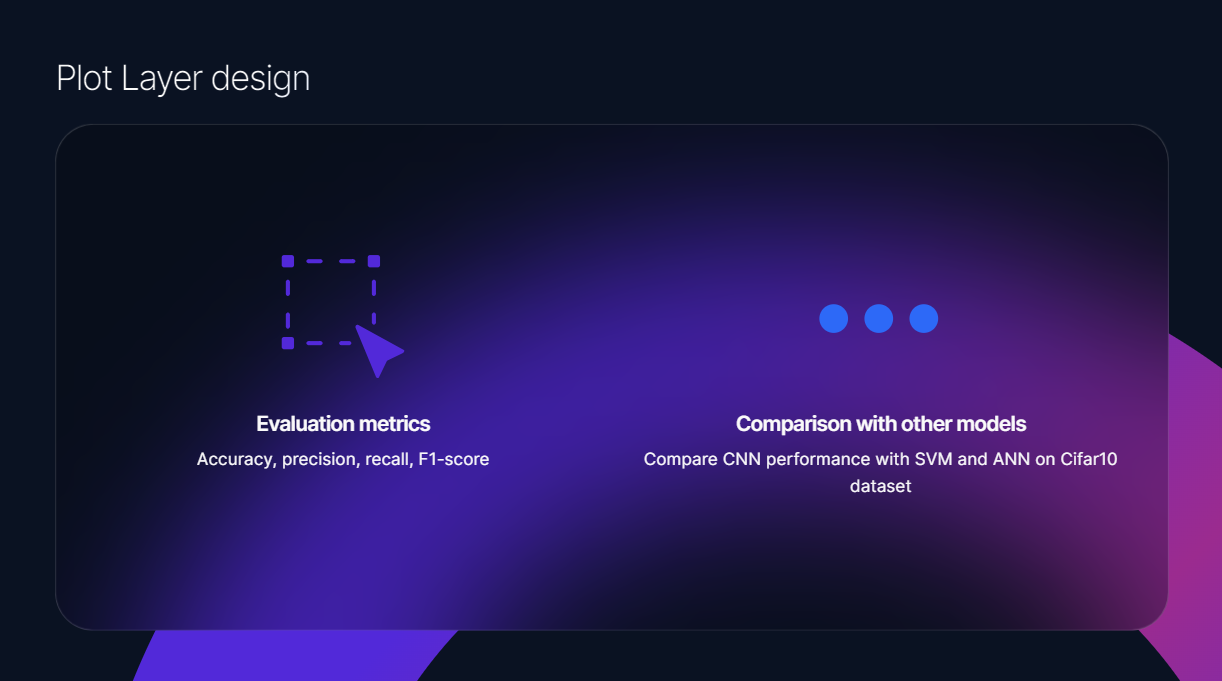 Plot Layer design
Evaluation metrics
Accuracy, precision, recall, F1-score
Comparison with other models
Compare CNN performance with SVM and ANN on Cifar10
dataset